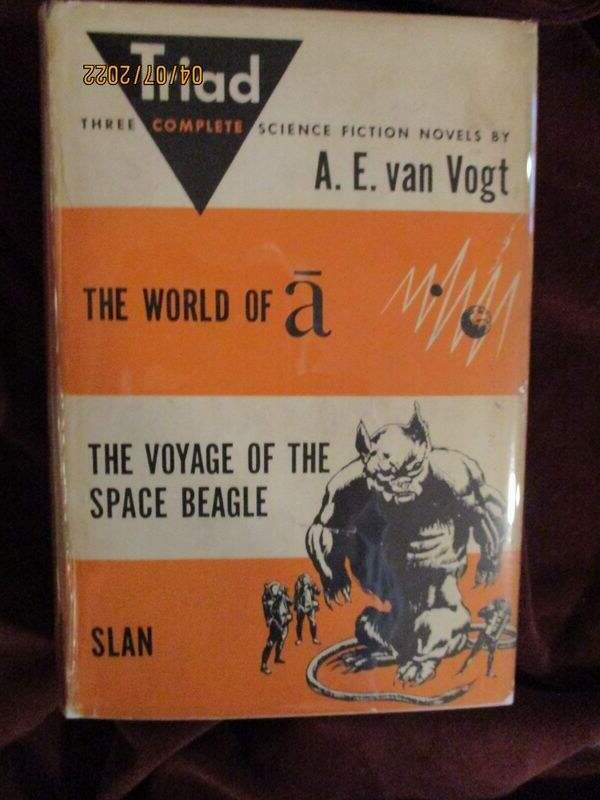 Triad
04/07/2022
THREE COMPLETE SCIENCE FICTION NOVELS BY
A. E. van Vogt
THE WORLD OF ā
THE VOYAGE OF THE
SPACE BEAGLE
SLAN